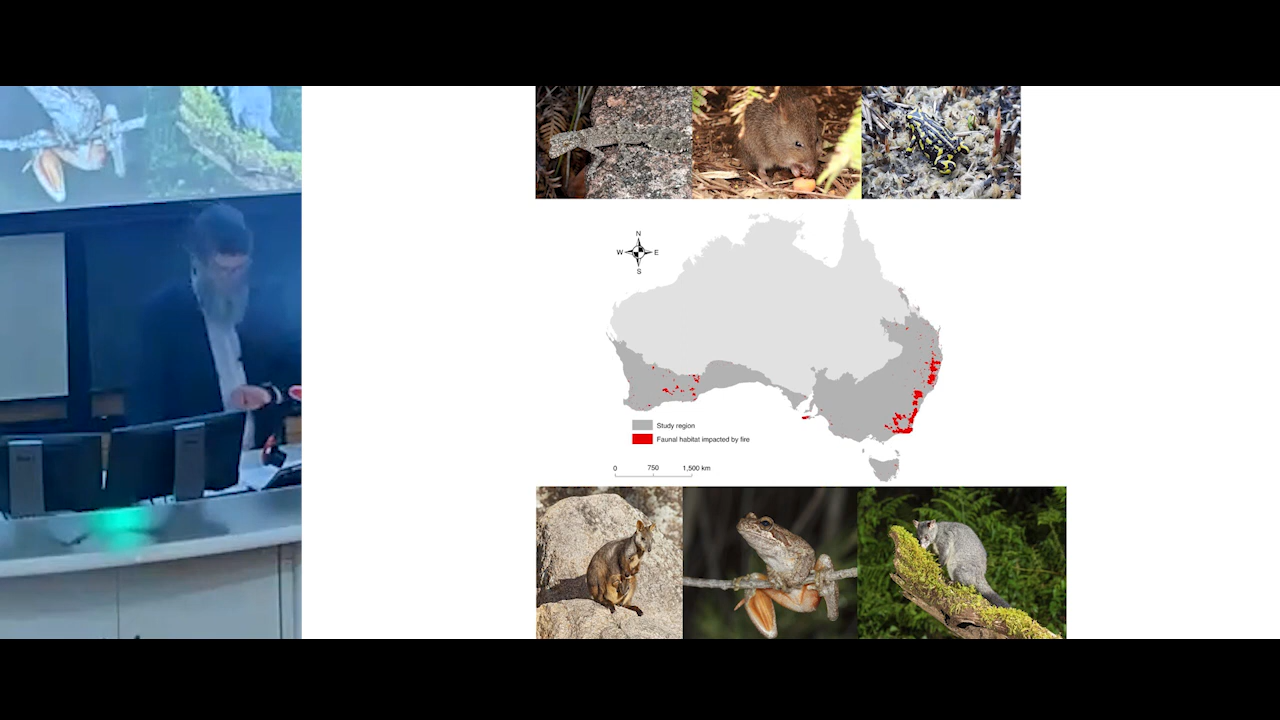 N
W E
S
Study region
Faunal habitat impacted by fire
0 750 1,500 km